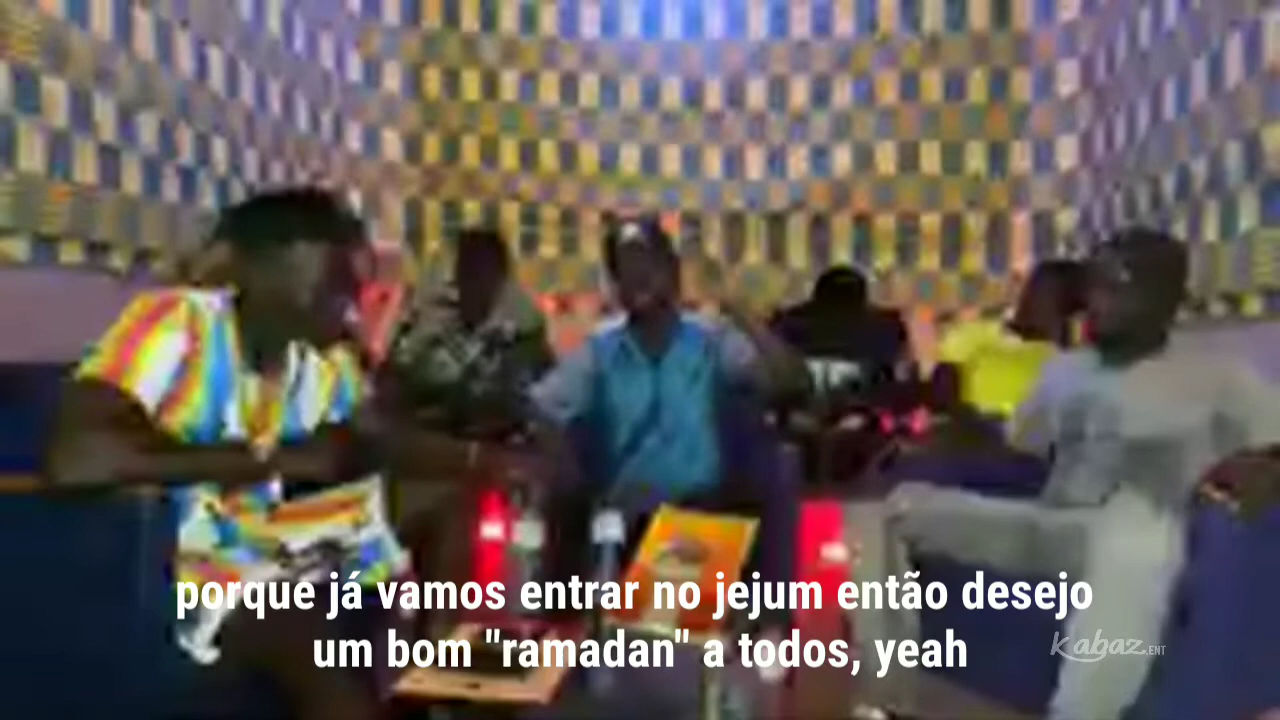 porque já vamos entrar no jejum então desejo
um bom "ramadan" a todos, yeah
Kabaz.ENT